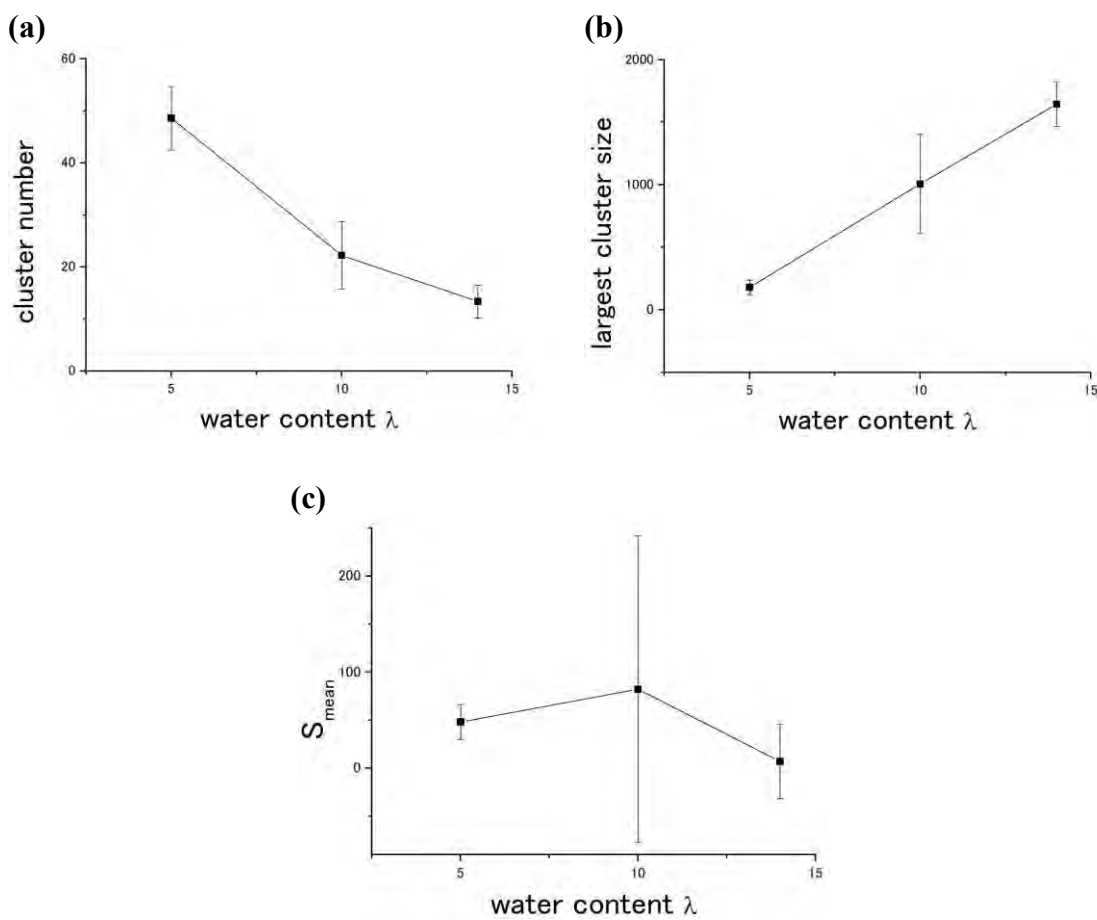 (a)
60
40
20
0
cluster number
5
10
15
water content λ
(b)
2000
1000
0
largest cluster size
5
10
15
water content λ
(c)
200
100
0
S_mean
5
10
15
water content λ